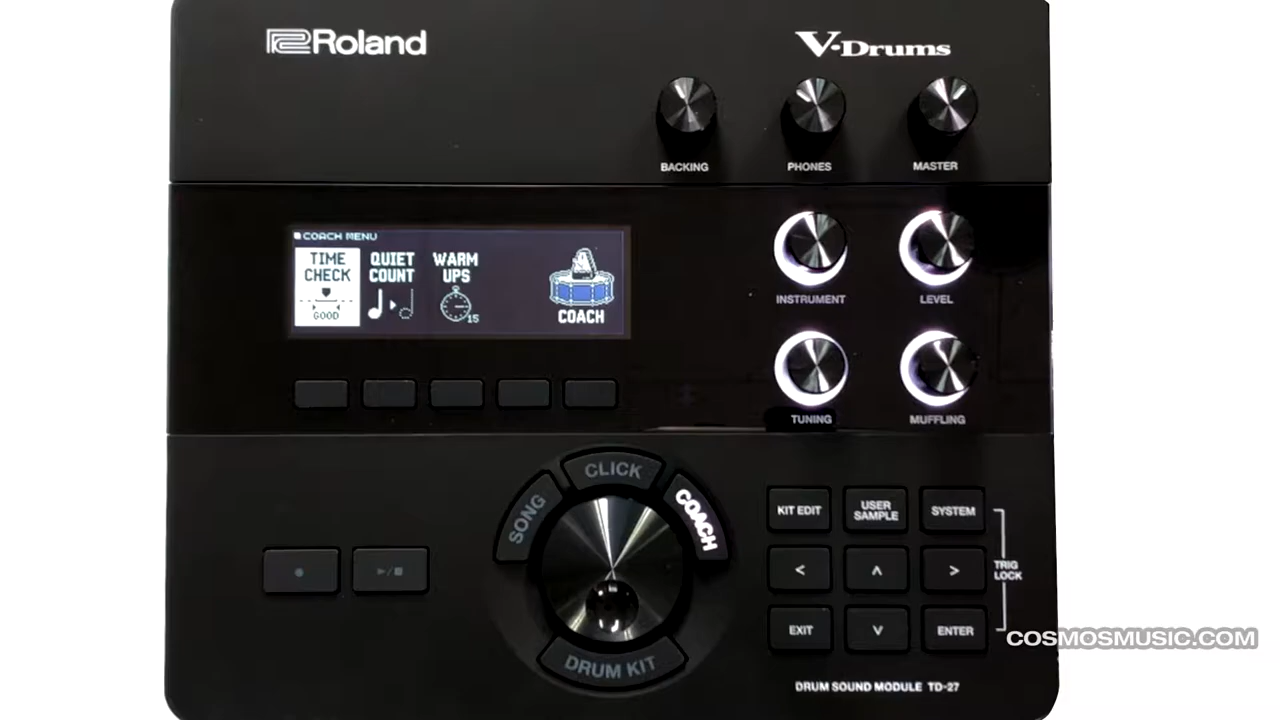 Roland
V-Drums
BACKING
PHONES
MASTER
COACH MENU
TIME
CHECK
GOOD
QUIET
COUNT
WARM
UPS
15
COACH
INSTRUMENT
LEVEL
TUNING
MUFFLING
SONG
CLICK
COACH
DRUM KIT
KIT EDIT
USER
SAMPLE
SYSTEM
TRIG
LOCK
EXIT
ENTER
COSMOSMUSIC.COM
DRUM SOUND MODULE TD-27